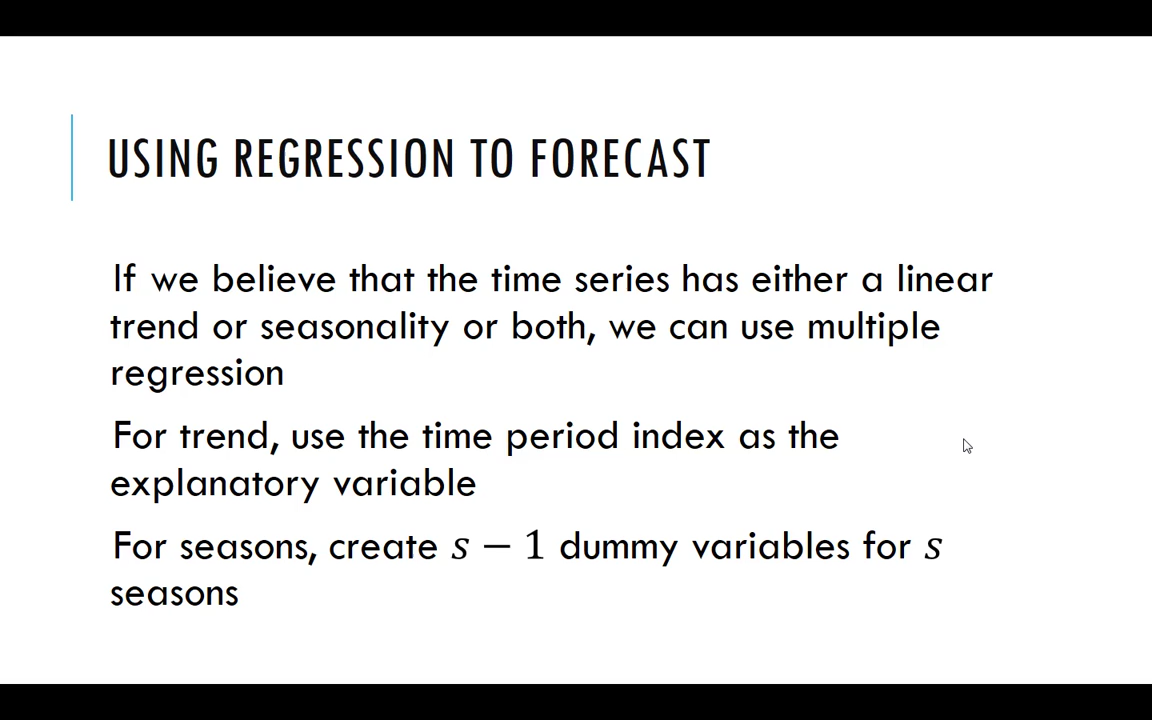 USING REGRESSION TO FORECAST
If we believe that the time series has either a linear
trend or seasonality or both, we can use multiple
regression
For trend, use the time period index as the
explanatory variable
For seasons, create s − 1 dummy variables for s
seasons